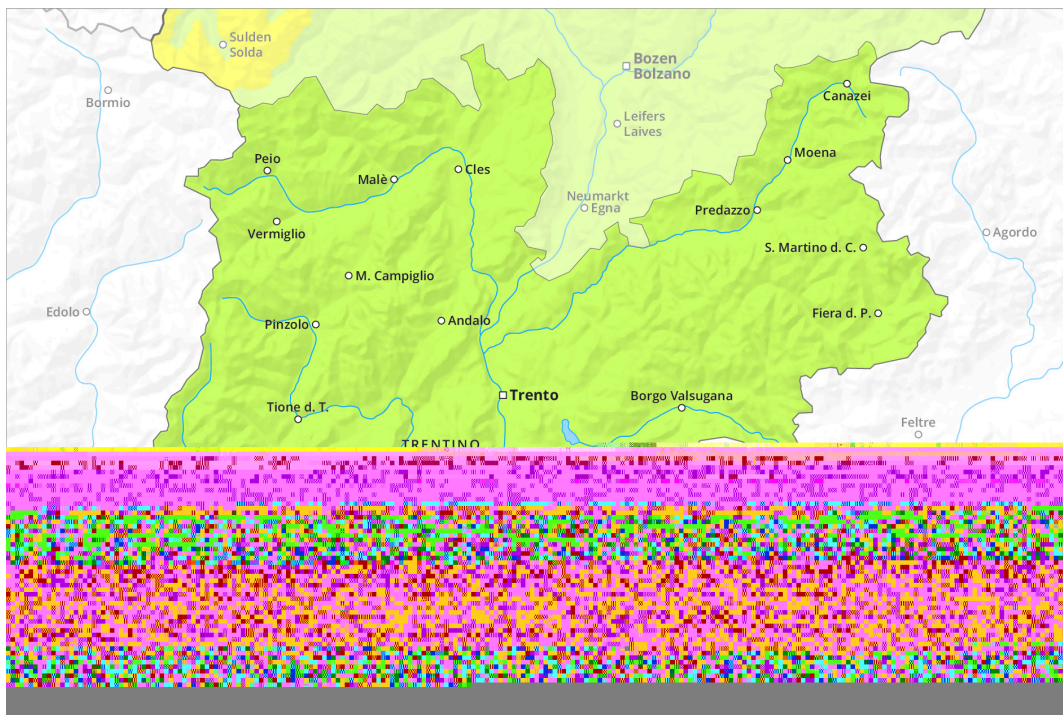 Sulden
Solda
Bozen
Bolzano
Bormio
Canazei
Leifers
Laives
Moena
Peio
Malè
Cles
Neumarkt
Egna
Predazzo
Vermiglio
Agordo
S. Martino d. C.
M. Campiglio
Edolo
Fiera d. P.
Pinzolo
Andalo
Trento
Borgo Valsugana
Tione d. T.
Feltre
TRENTINO